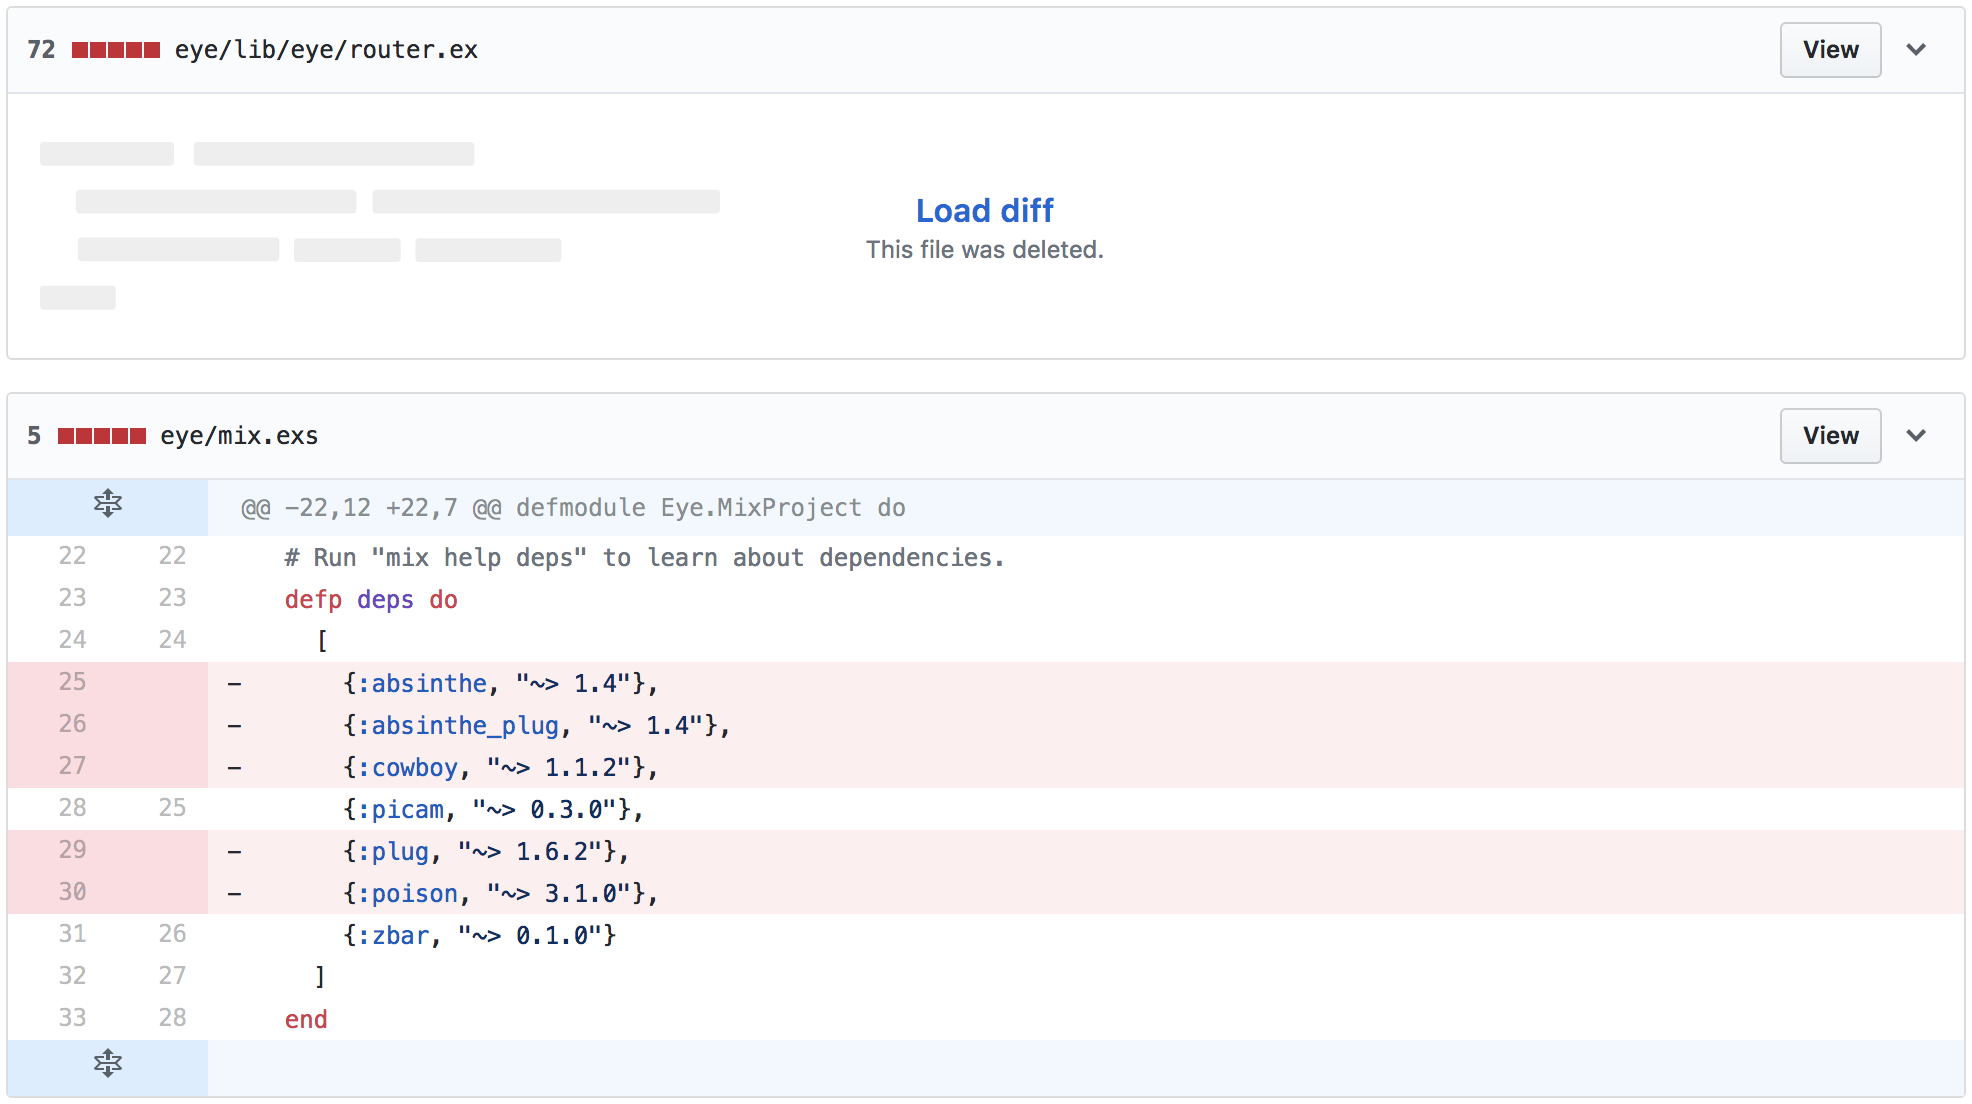 72 eye/lib/eye/router.ex View
Load diff
This file was deleted.
5 eye/mix.exs View
@@ -22,12 +22,7 @@ defmodule Eye.MixProject do
22 22 # Run "mix help deps" to learn about dependencies.
23 23 defp deps do
24 24 [
25 - {:absinthe, "~> 1.4"},
26 - {:absinthe_plug, "~> 1.4"},
27 - {:cowboy, "~> 1.1.2"},
28 25 {:picam, "~> 0.3.0"},
29 - {:plug, "~> 1.6.2"},
30 - {:poison, "~> 3.1.0"},
31 26 {:zbar, "~> 0.1.0"}
32 27 ]
33 28 end